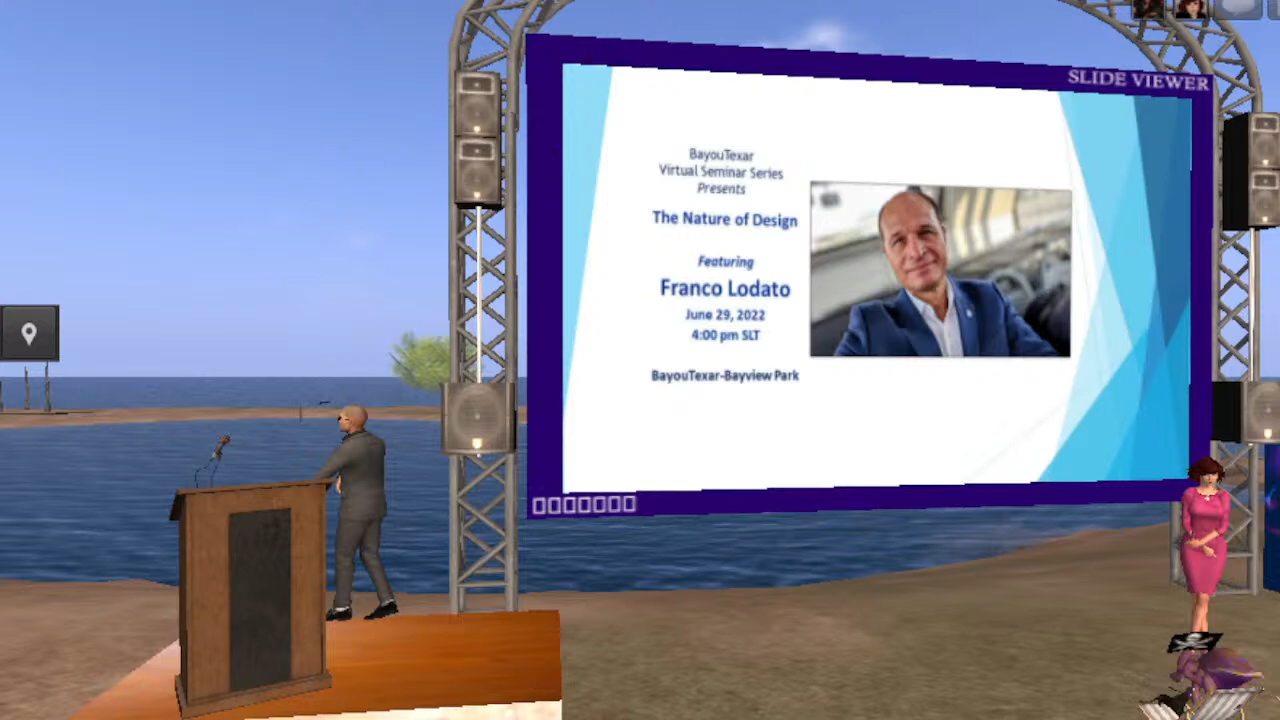 SLIDE VIEWER
BayouTexar
Virtual Seminar Series
Presents
The Nature of Design
Featuring
Franco Lodato
June 29, 2022
4:00 pm SLT
BayouTexar-Bayview Park